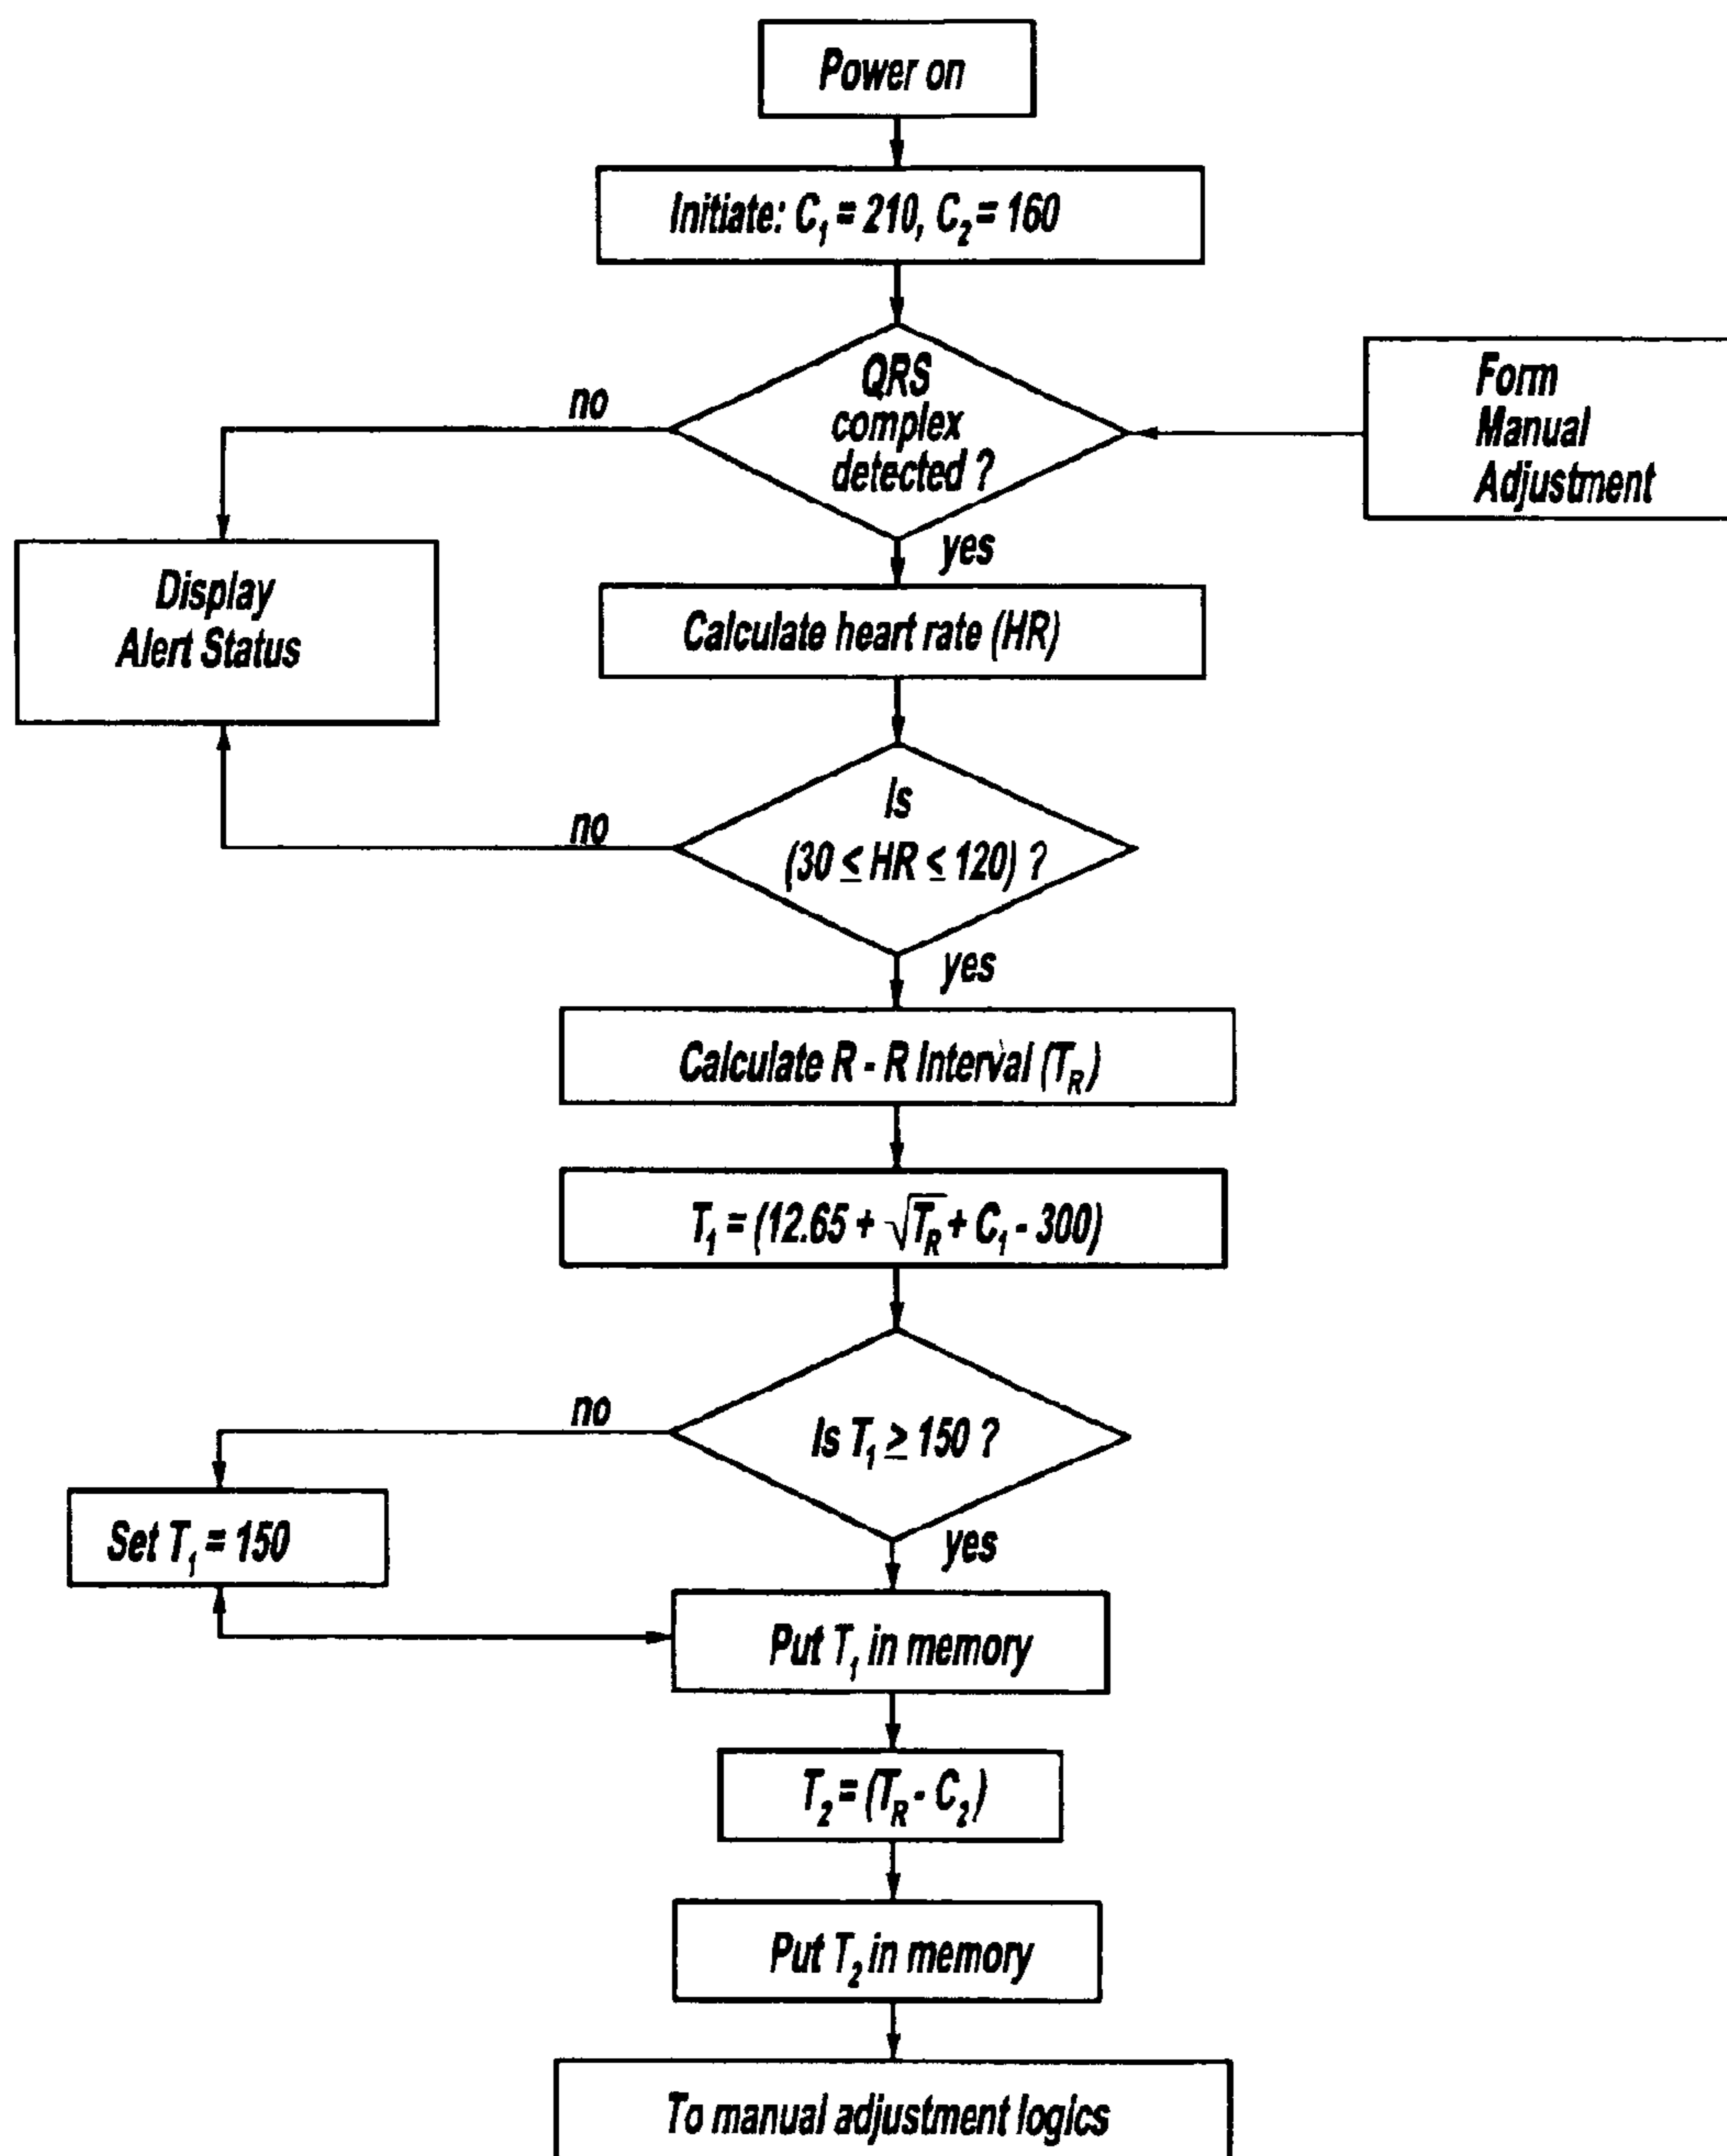 Power on
Initiate: C₁ = 210, C₂ = 160
QRS
complex
detected ?
no
Form
Manual
Adjustment
yes
Display
Alert Status
Calculate heart rate (HR)
Is
(30 ≤ HR ≤ 120) ?
no
yes
Calculate R - R Interval (T_R)
T₁ = (12.65 + √T_R + C₁ - 300)
Is T₁ ≥ 150 ?
no
yes
Set T₁ = 150
Put T₁ in memory
T₂ = (T_R - C₂)
Put T₂ in memory
To manual adjustment logics